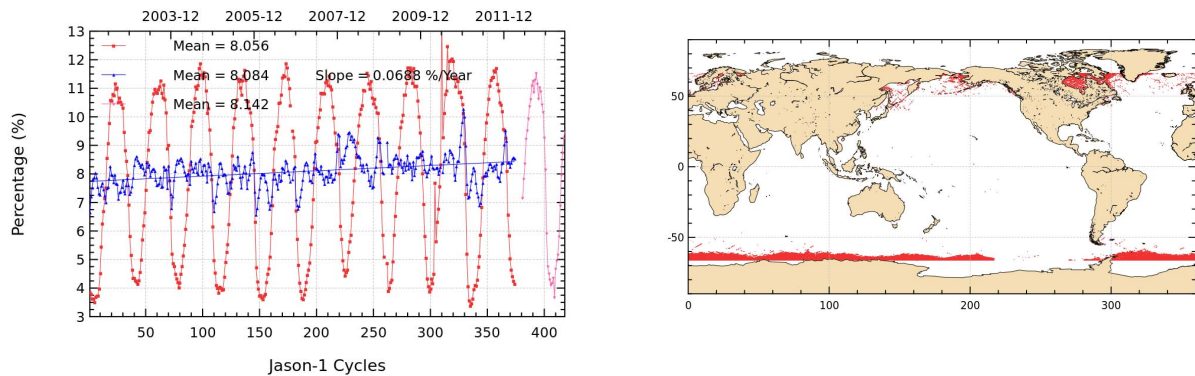 2003-12 2005-12 2007-12 2009-12 2011-12
13
12
11
10
9
8
7
6
5
4
3
Percentage (%)
Mean = 8.056
Mean = 8.084 Slope = 0.0688 %/Year
Mean = 8.142
50 100 150 200 250 300 350 400
Jason-1 Cycles
50
0
-50
0 100 200 300